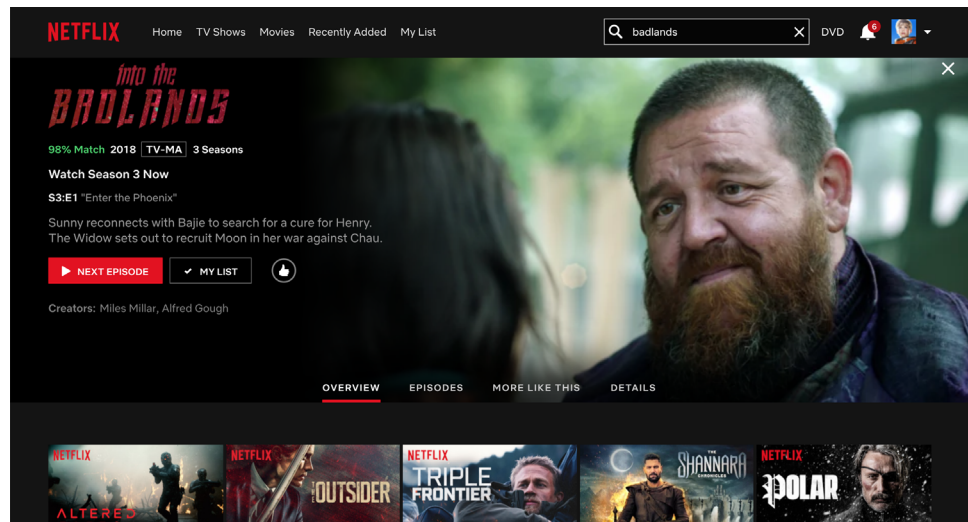 NETFLIX Home TV Shows Movies Recently Added My List badlands DVD 6
into the
BADLANDS
98% Match 2018 TV-MA 3 Seasons
Watch Season 3 Now
S3:E1 "Enter the Phoenix"
Sunny reconnects with Bajie to search for a cure for Henry.
The Widow sets out to recruit Moon in her war against Chau.
NEXT EPISODE MY LIST
Creators: Miles Millar, Alfred Gough
OVERVIEW EPISODES MORE LIKE THIS DETAILS
NETFLIX
ALTERED
NETFLIX
THE OUTSIDER
NETFLIX
TRIPLE
FRONTIER
THE
SHANNARA
CHRONICLES
NETFLIX
POLAR